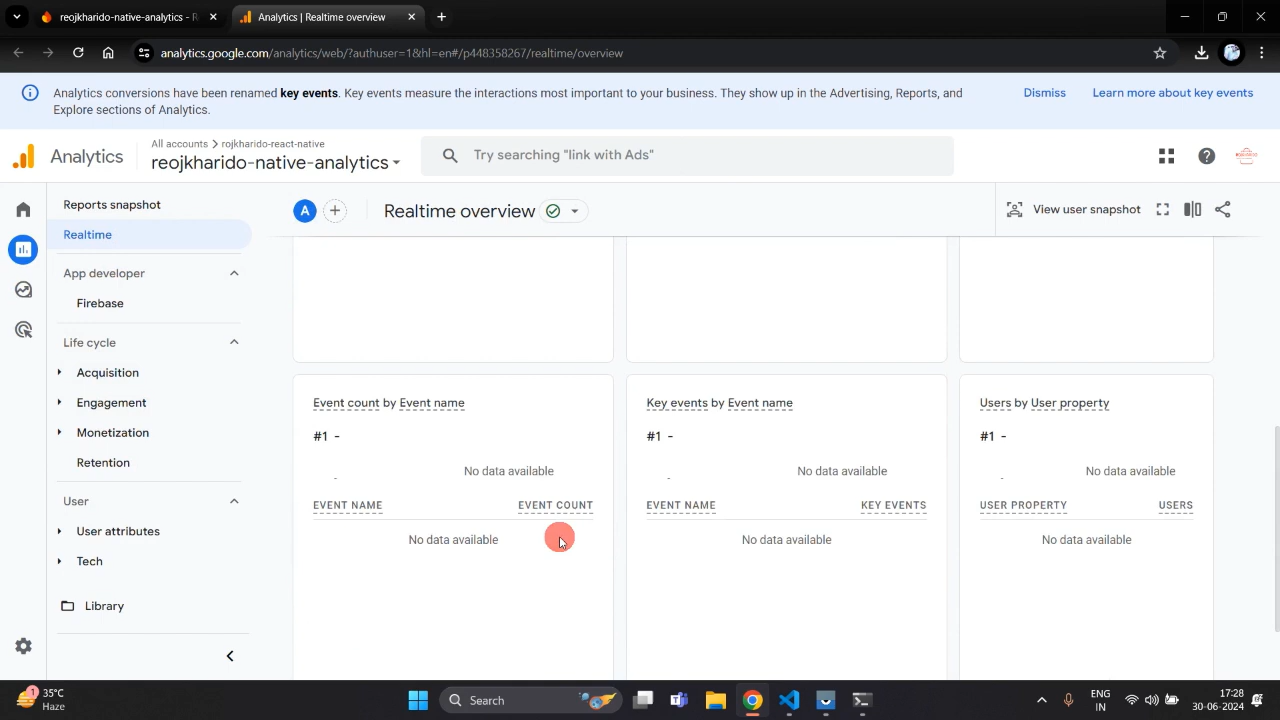 reojkharido-native-analytics - R
Analytics | Realtime overview
analytics.google.com/analytics/web/?authuser=1&hl=en#/p448358267/realtime/overview
Analytics conversions have been renamed key events. Key events measure the interactions most important to your business. They show up in the Advertising, Reports, and
Explore sections of Analytics.
Dismiss
Learn more about key events
Analytics
All accounts > rojkharido-react-native
reojkharido-native-analytics
Try searching "link with Ads"
Reports snapshot
Realtime
App developer
Firebase
Life cycle
Acquisition
Engagement
Monetization
Retention
User
User attributes
Tech
Library
A
Realtime overview
View user snapshot
Event count by Event name
#1 -
-
No data available
EVENT NAME EVENT COUNT
No data available
Key events by Event name
#1 -
-
No data available
EVENT NAME KEY EVENTS
No data available
Users by User property
#1 -
-
No data available
USER PROPERTY USERS
No data available
1
35°C
Haze
Search
ENG
IN
17:28
30-06-2024